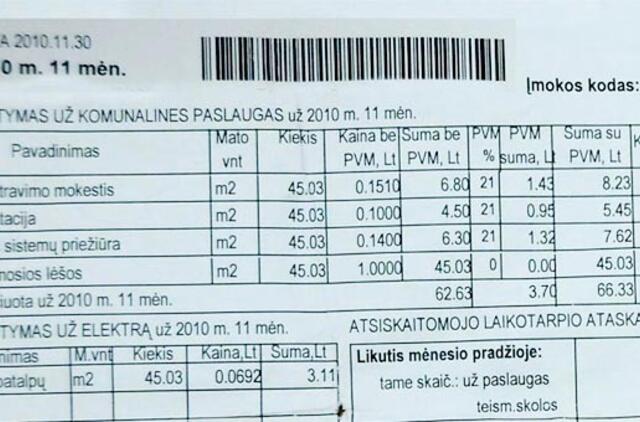 A 2010.11.30
0 m. 11 mėn.
Įmokos kodas:
TYMAS UŽ KOMUNALINES PASLAUGAS už 2010 m. 11 mėn.
Pavadinimas Mato vnt Kiekis Kaina be PVM, Lt Suma be PVM, Lt PVM % PVM suma, Lt Suma su PVM, Lt
travimo mokestis m2 45.03 0.1510 6.80 21 1.43 8.23
tacija m2 45.03 0.1000 4.50 21 0.95 5.45
sistemų priežiūra m2 45.03 0.1400 6.30 21 1.32 7.62
nosios lėšos m2 45.03 1.0000 45.03 0 0.00 45.03
iuota už 2010 m. 11 mėn. 62.63 3.70 66.33
TYMAS UŽ ELEKTRĄ už 2010 m. 11 mėn.
nimas M.vnt Kiekis Kaina,Lt Suma,Lt
patalpų m2 45.03 0.0692 3.11
ATSISKAITOMOJO LAIKOTARPIO ATASKA
Likutis mėnesio pradžioje:
tame skaič.: už paslaugas
teism.skolos